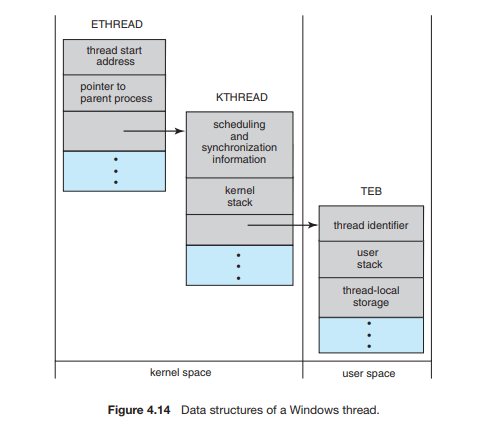 ETHREAD
thread start
address
pointer to
parent process
KTHREAD
scheduling
and
synchronization
information
kernel
stack
TEB
thread identifier
user
stack
thread-local
storage
kernel space
user space
Figure 4.14 Data structures of a Windows thread.